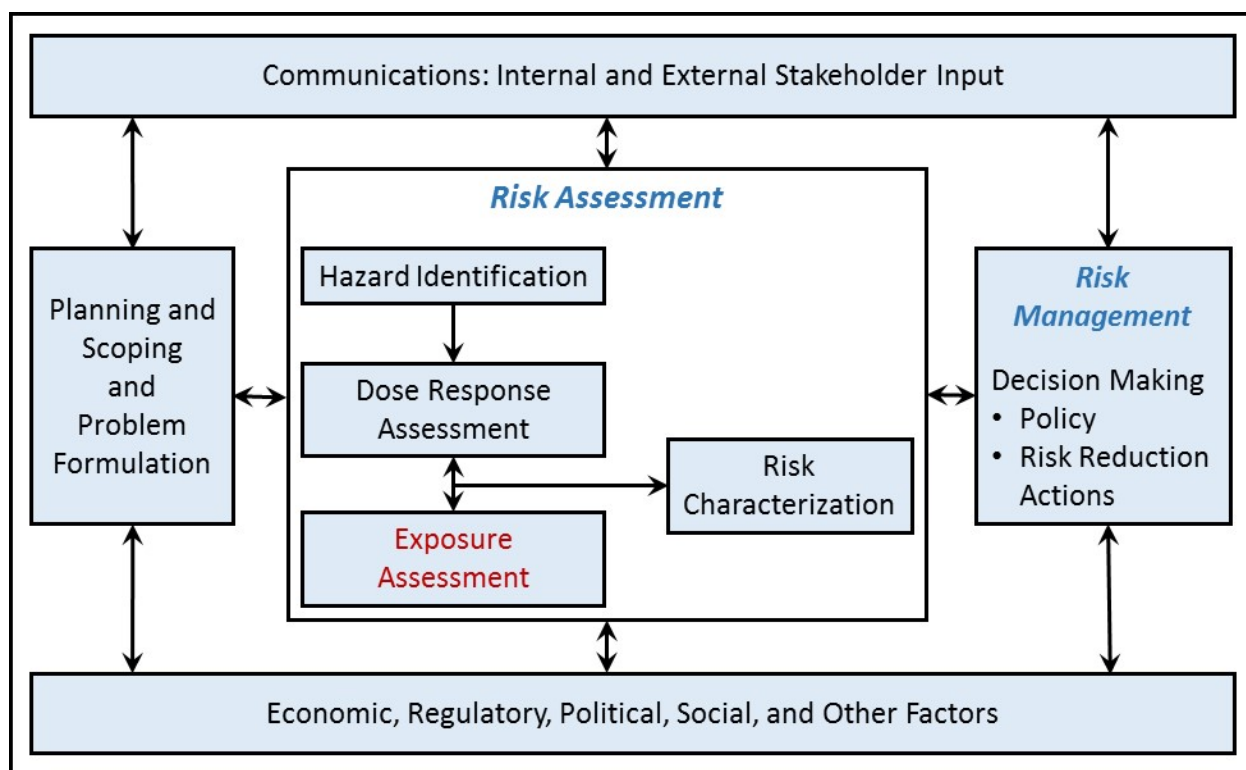 Communications: Internal and External Stakeholder Input
Risk Assessment
Hazard Identification
Dose Response
Assessment
Exposure
Assessment
Risk
Characterization
Planning and
Scoping
and
Problem
Formulation
Risk
Management
Decision Making
• Policy
• Risk Reduction
Actions
Economic, Regulatory, Political, Social, and Other Factors